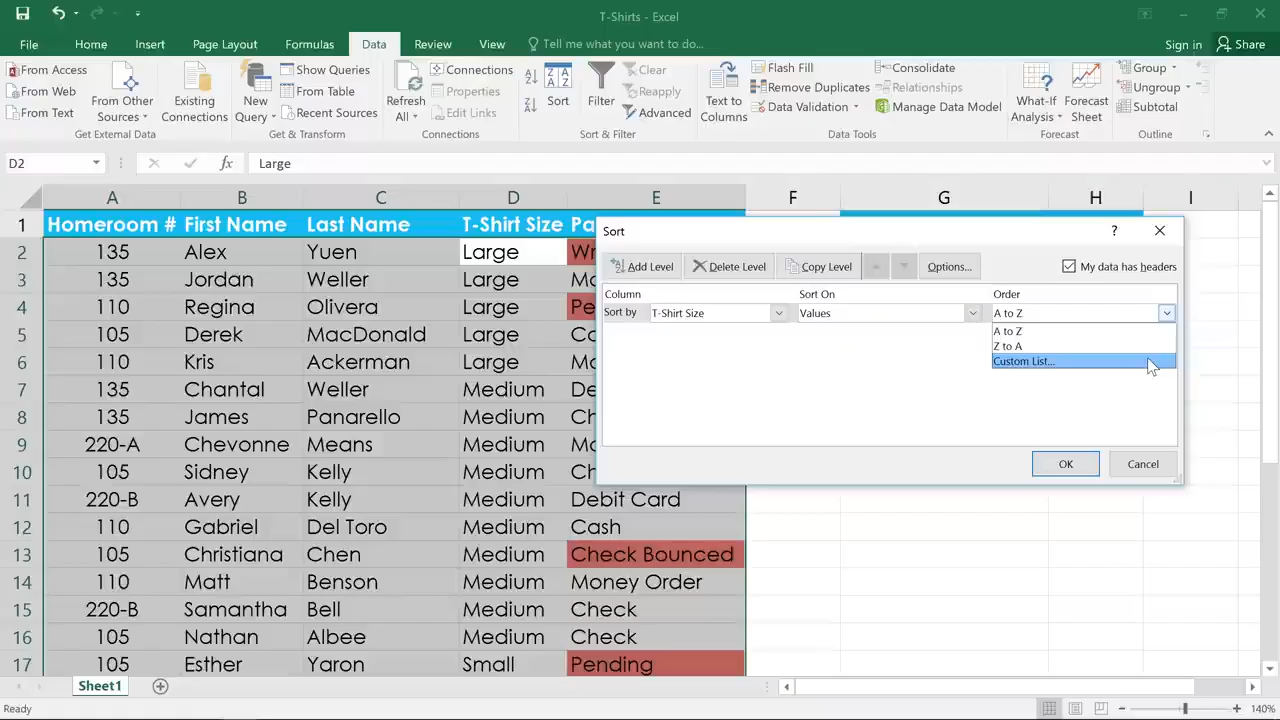 T-Shirts - Excel
File Home Insert Page Layout Formulas Data Review View Tell me what you want to do... Sign in Share
From Access
From Web
From Text
From Other Sources
Existing Connections
Get External Data
New Query
Show Queries
From Table
Recent Sources
Get & Transform
Refresh All
Connections
Properties
Edit Links
Connections
Sort
Filter
Clear
Reapply
Advanced
Sort & Filter
Text to Columns
Flash Fill
Remove Duplicates
Data Validation
Consolidate
Relationships
Manage Data Model
Data Tools
What-If Analysis
Forecast Sheet
Forecast
Group
Ungroup
Subtotal
Outline
D2 fx Large
A B C D E F G H I
1 Homeroom # First Name Last Name T-Shirt Size Pa
2 135 Alex Yuen Large Wr
3 135 Jordan Weller Large Mo
4 110 Regina Olivera Large Pe
5 105 Derek MacDonald Large Ca
6 110 Kris Ackerman Large Mo
7 135 Chantal Weller Medium De
8 135 James Panarello Medium Ch
9 220-A Chevonne Means Medium Mo
10 105 Sidney Kelly Medium Ch
11 220-B Avery Kelly Medium Debit Card
12 110 Gabriel Del Toro Medium Cash
13 105 Christiana Chen Medium Check Bounced
14 110 Matt Benson Medium Money Order
15 220-B Samantha Bell Medium Check
16 105 Nathan Albee Medium Check
17 105 Esther Yaron Small Pending
Sort ?
Add Level Delete Level Copy Level Options... My data has headers
Column Sort On Order
Sort by T-Shirt Size Values A to Z
A to Z
Z to A
Custom List...
OK Cancel
Sheet1
Ready 140%